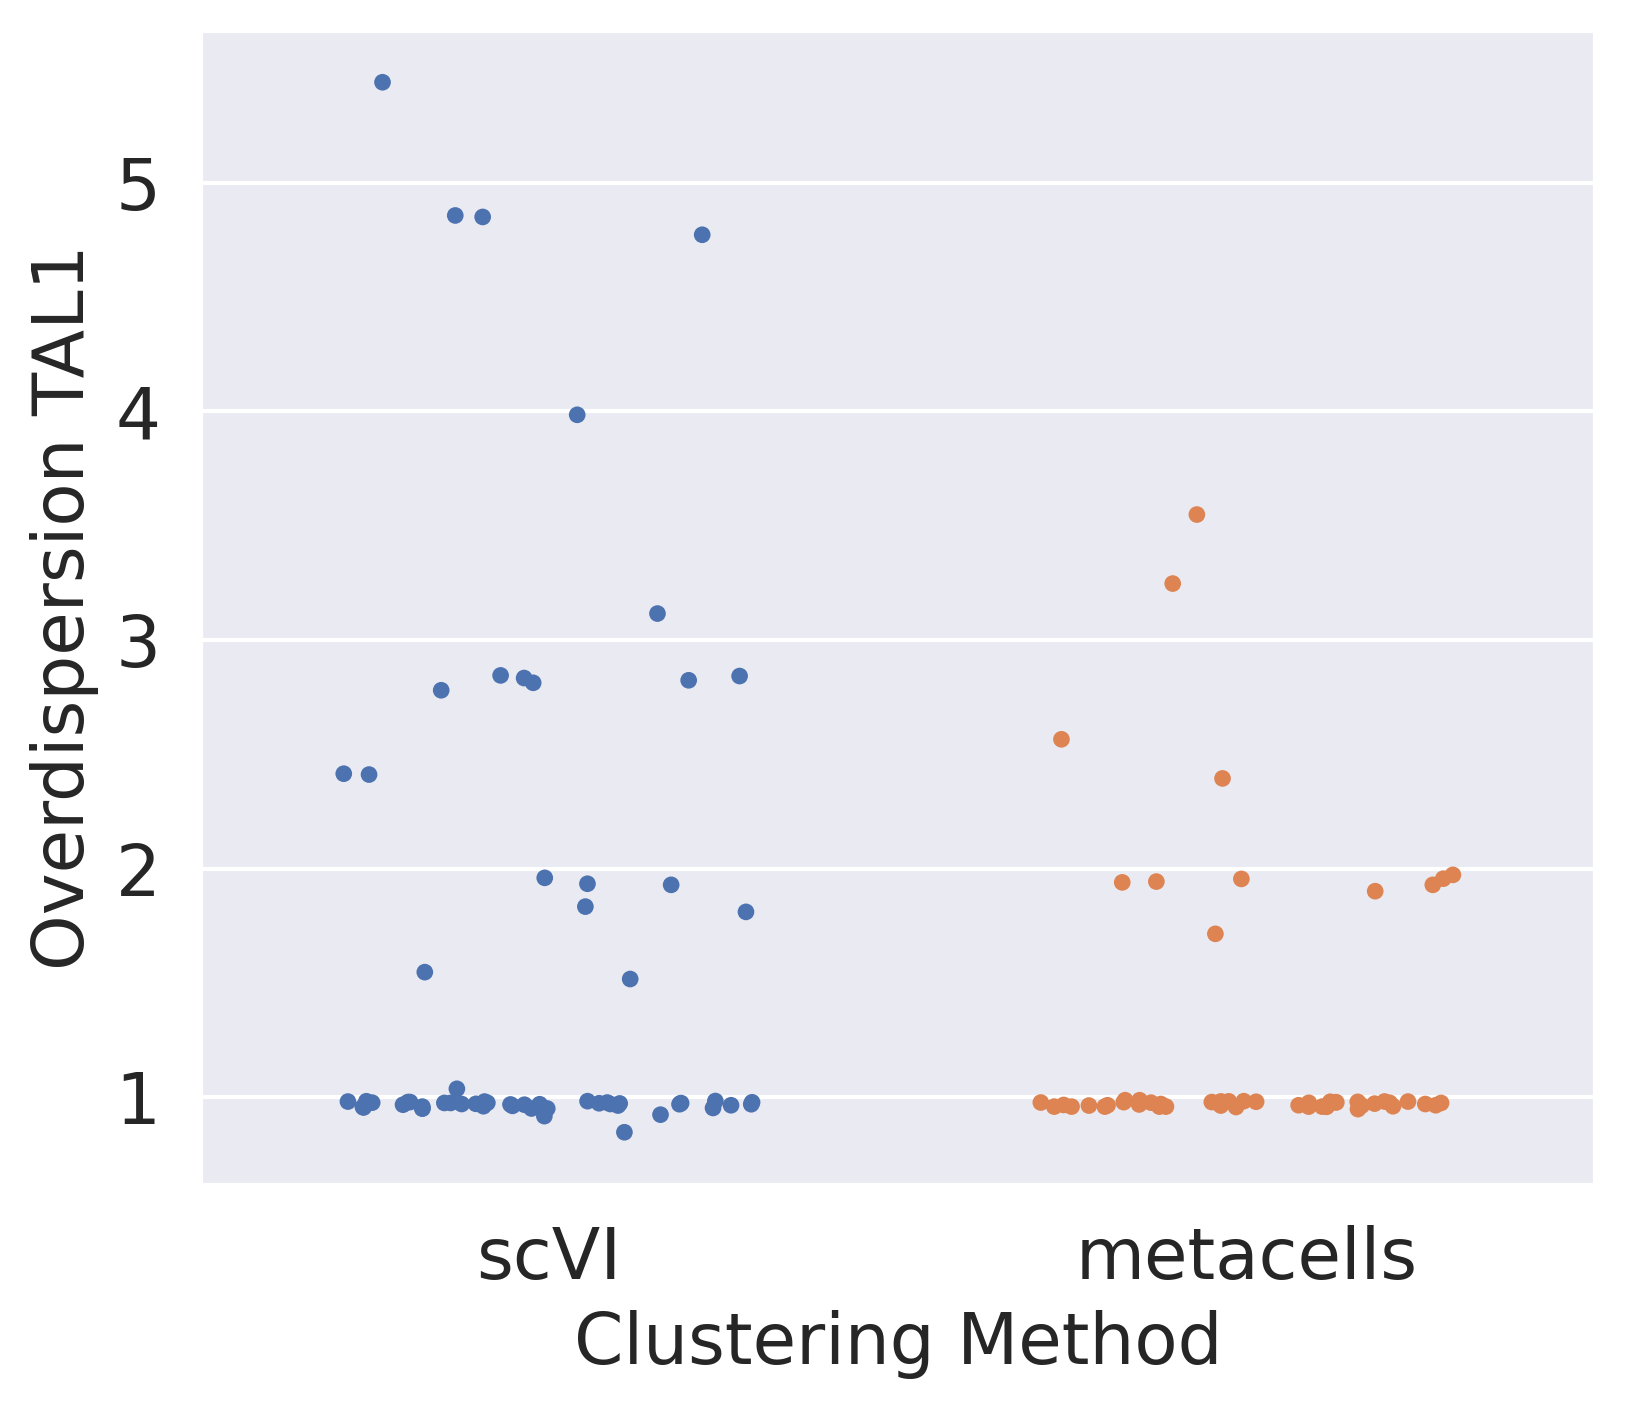 Overdispersion TAL1
5
4
3
2
1
scVI
metacells
Clustering Method